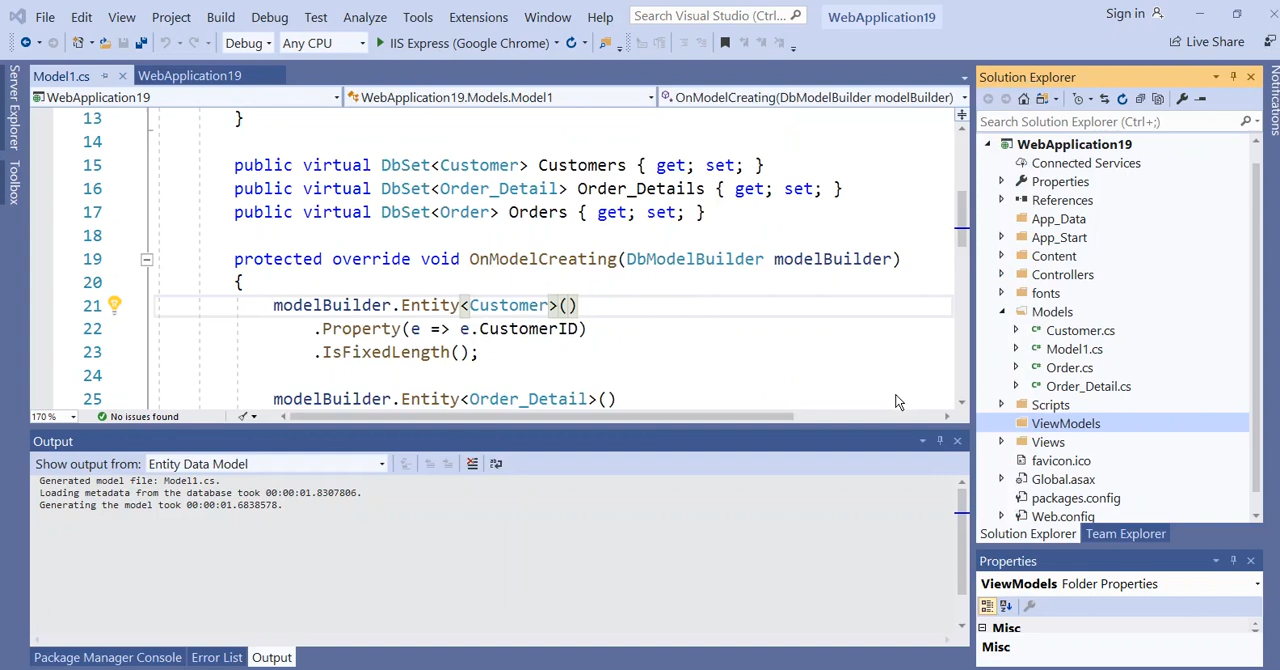 File Edit View Project Build Debug Test Analyze Tools Extensions Window Help Search Visual Studio (Ctrl... WebApplication19 Sign in
Debug Any CPU IIS Express (Google Chrome) Live Share
Server Explorer
Toolbox
Notifications
Model1.cs WebApplication19
WebApplication19 WebApplication19.Models.Model1 OnModelCreating(DbModelBuilder modelBuilder)
13 }
14
15 public virtual DbSet<Customer> Customers { get; set; }
16 public virtual DbSet<Order_Detail> Order_Details { get; set; }
17 public virtual DbSet<Order> Orders { get; set; }
18
19 protected override void OnModelCreating(DbModelBuilder modelBuilder)
20 {
21 modelBuilder.Entity<Customer>()
22 .Property(e => e.CustomerID)
23 .IsFixedLength();
24
25 modelBuilder.Entity<Order_Detail>()
170 % No issues found
Output
Show output from: Entity Data Model
Generated model file: Model1.cs.
Loading metadata from the database took 00:00:01.8307806.
Generating the model took 00:00:01.6838578.
Package Manager Console Error List Output
Solution Explorer
Search Solution Explorer (Ctrl+;)
WebApplication19
Connected Services
Properties
References
App_Data
App_Start
Content
Controllers
fonts
Models
C# Customer.cs
C# Model1.cs
C# Order.cs
C# Order_Detail.cs
Scripts
ViewModels
Views
favicon.ico
Global.asax
packages.config
Web.config
Solution Explorer Team Explorer
Properties
ViewModels Folder Properties
Misc
Misc